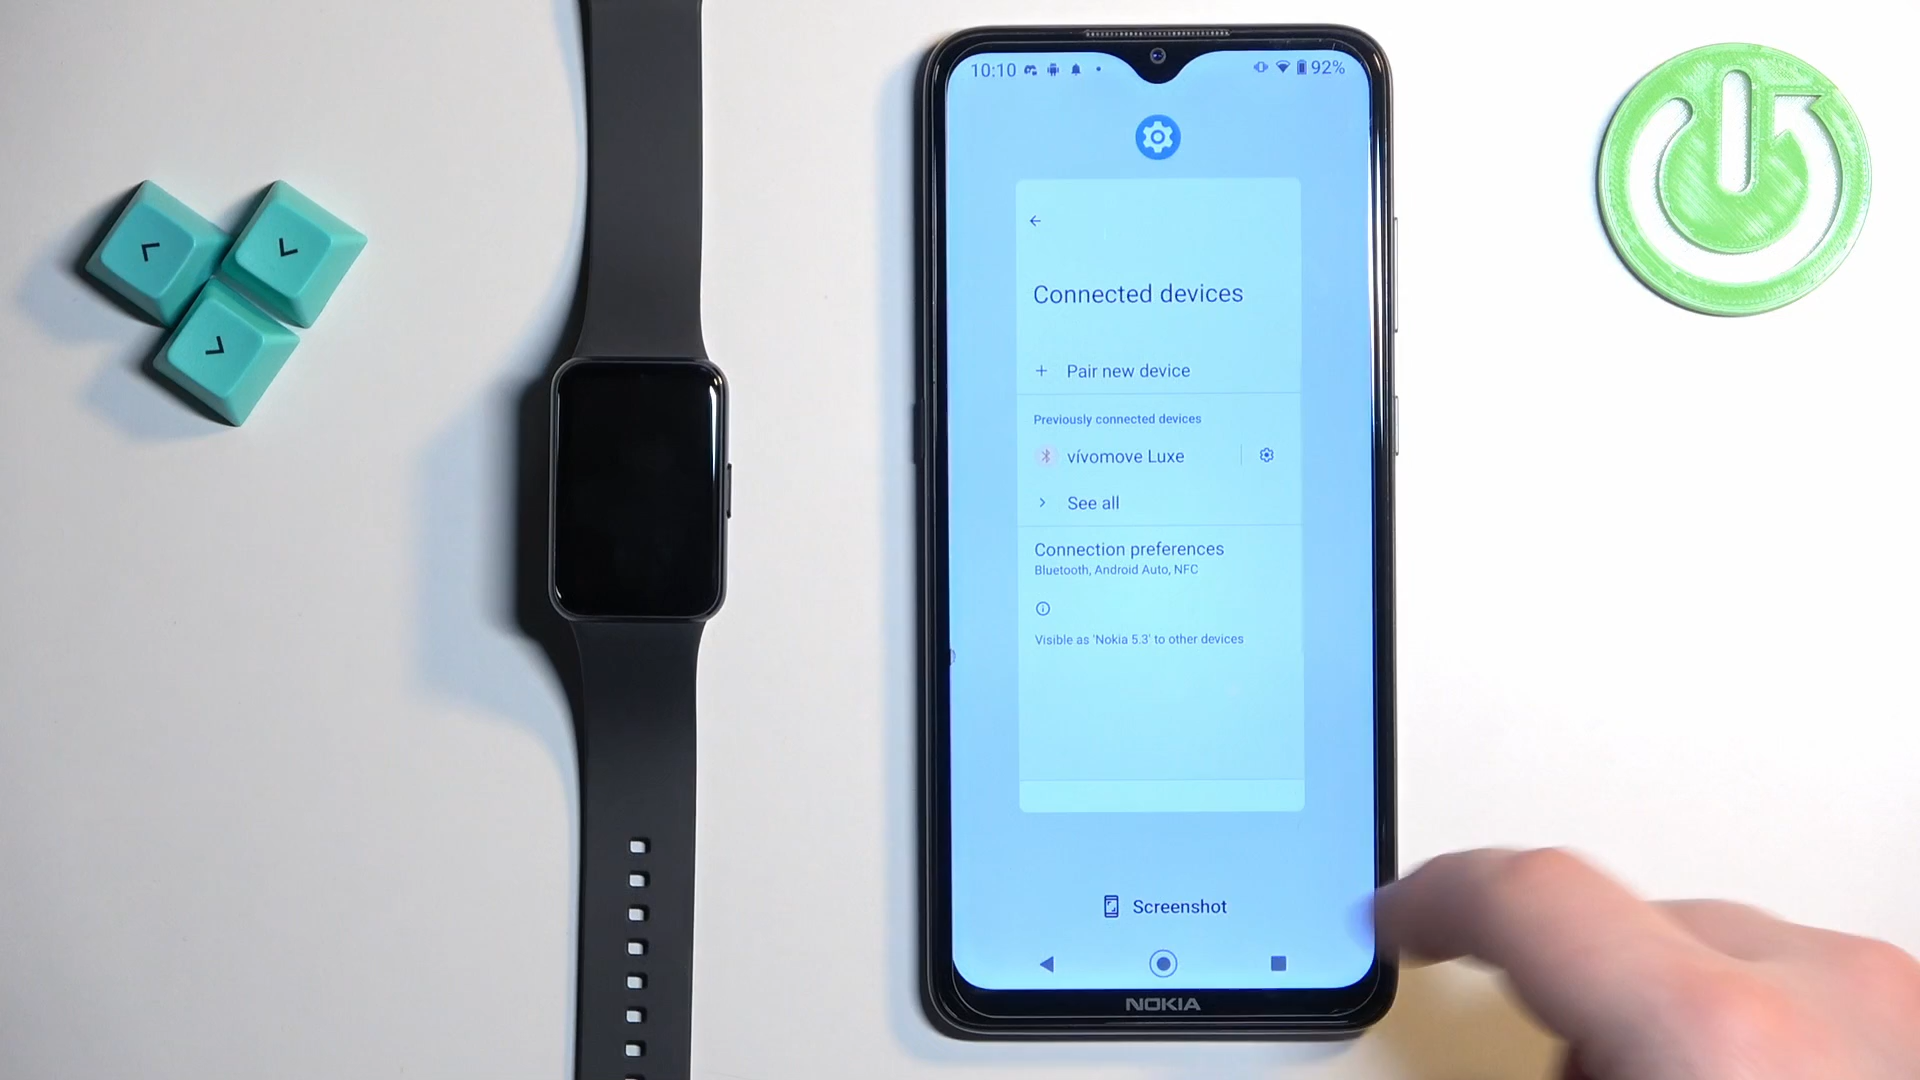 10:10
92%
Connected devices
+ Pair new device
Previously connected devices
vívomove Luxe
See all
Connection preferences
Bluetooth, Android Auto, NFC
Visible as 'Nokia 5.3' to other devices
Screenshot
NOKIA